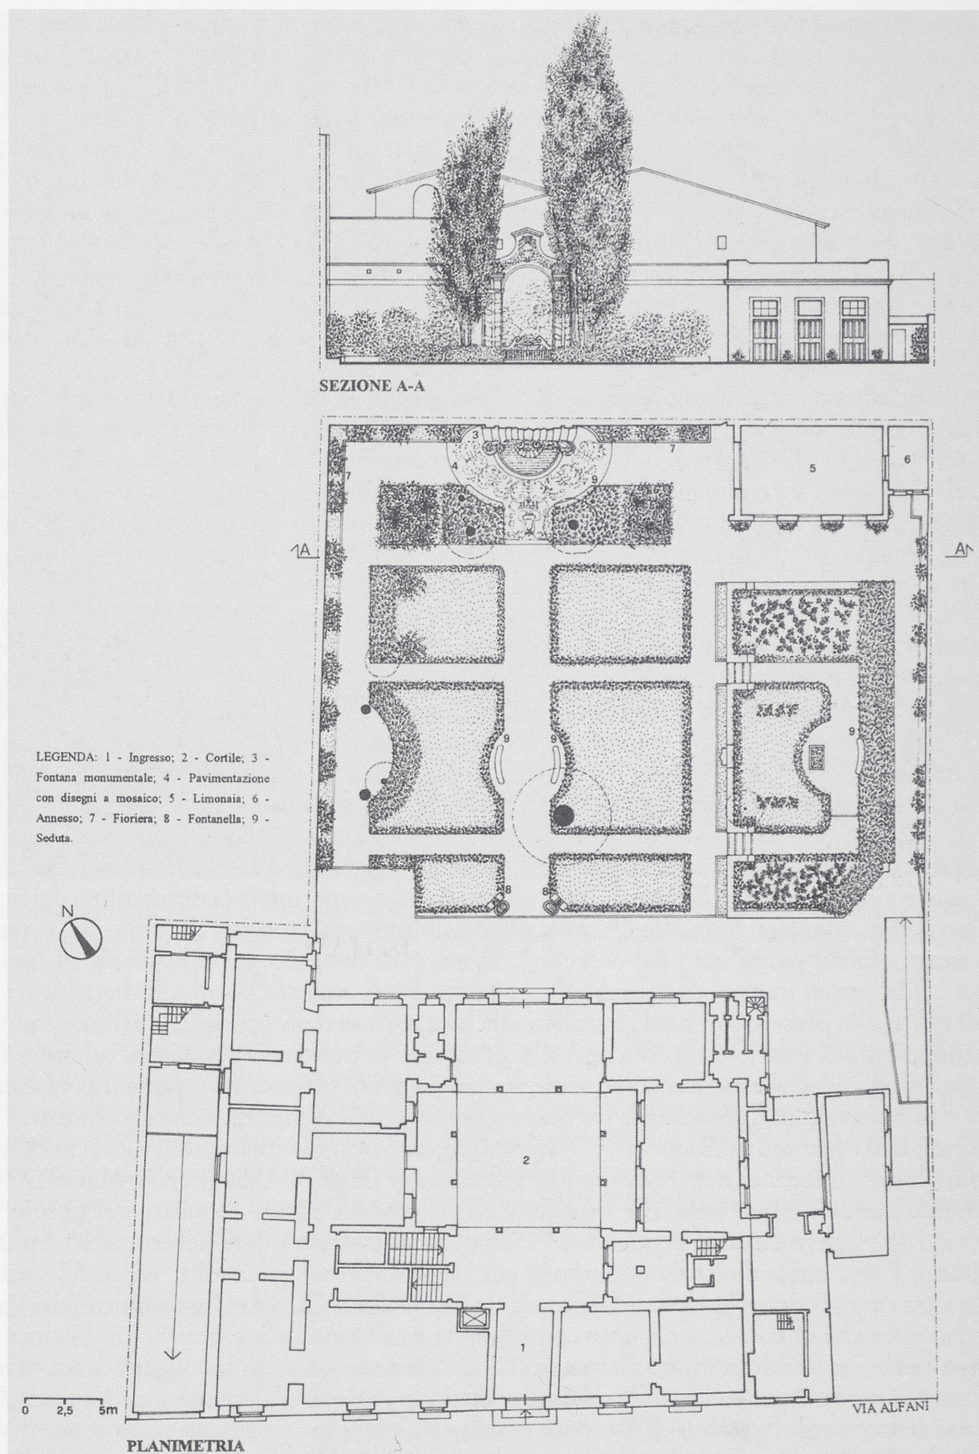 SEZIONE A-A
3
4
9
7
7
5
6
A
A
9
9
9
LEGENDA: 1 - Ingresso; 2 - Cortile; 3 -
Fontana monumentale; 4 - Pavimentazione
con disegni a mosaico; 5 - Limonaia; 6 -
Annesso; 7 - Fioriera; 8 - Fontanella; 9 -
Seduta.
8
8
N
2
1
0 2,5 5m
VIA ALFANI
PLANIMETRIA